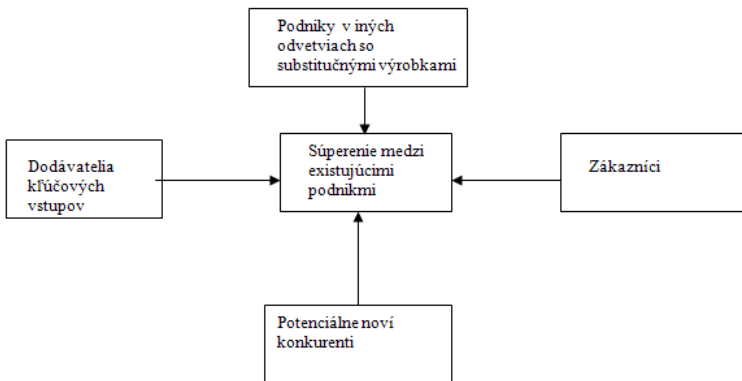 Podniky v iných
odvetviach so
substitučnými výrobkami
Dodávatelia
kľúčových
vstupov
Súperenie medzi
existujúcimi
podnikmi
Zákazníci
Potenciálne noví
konkurenti